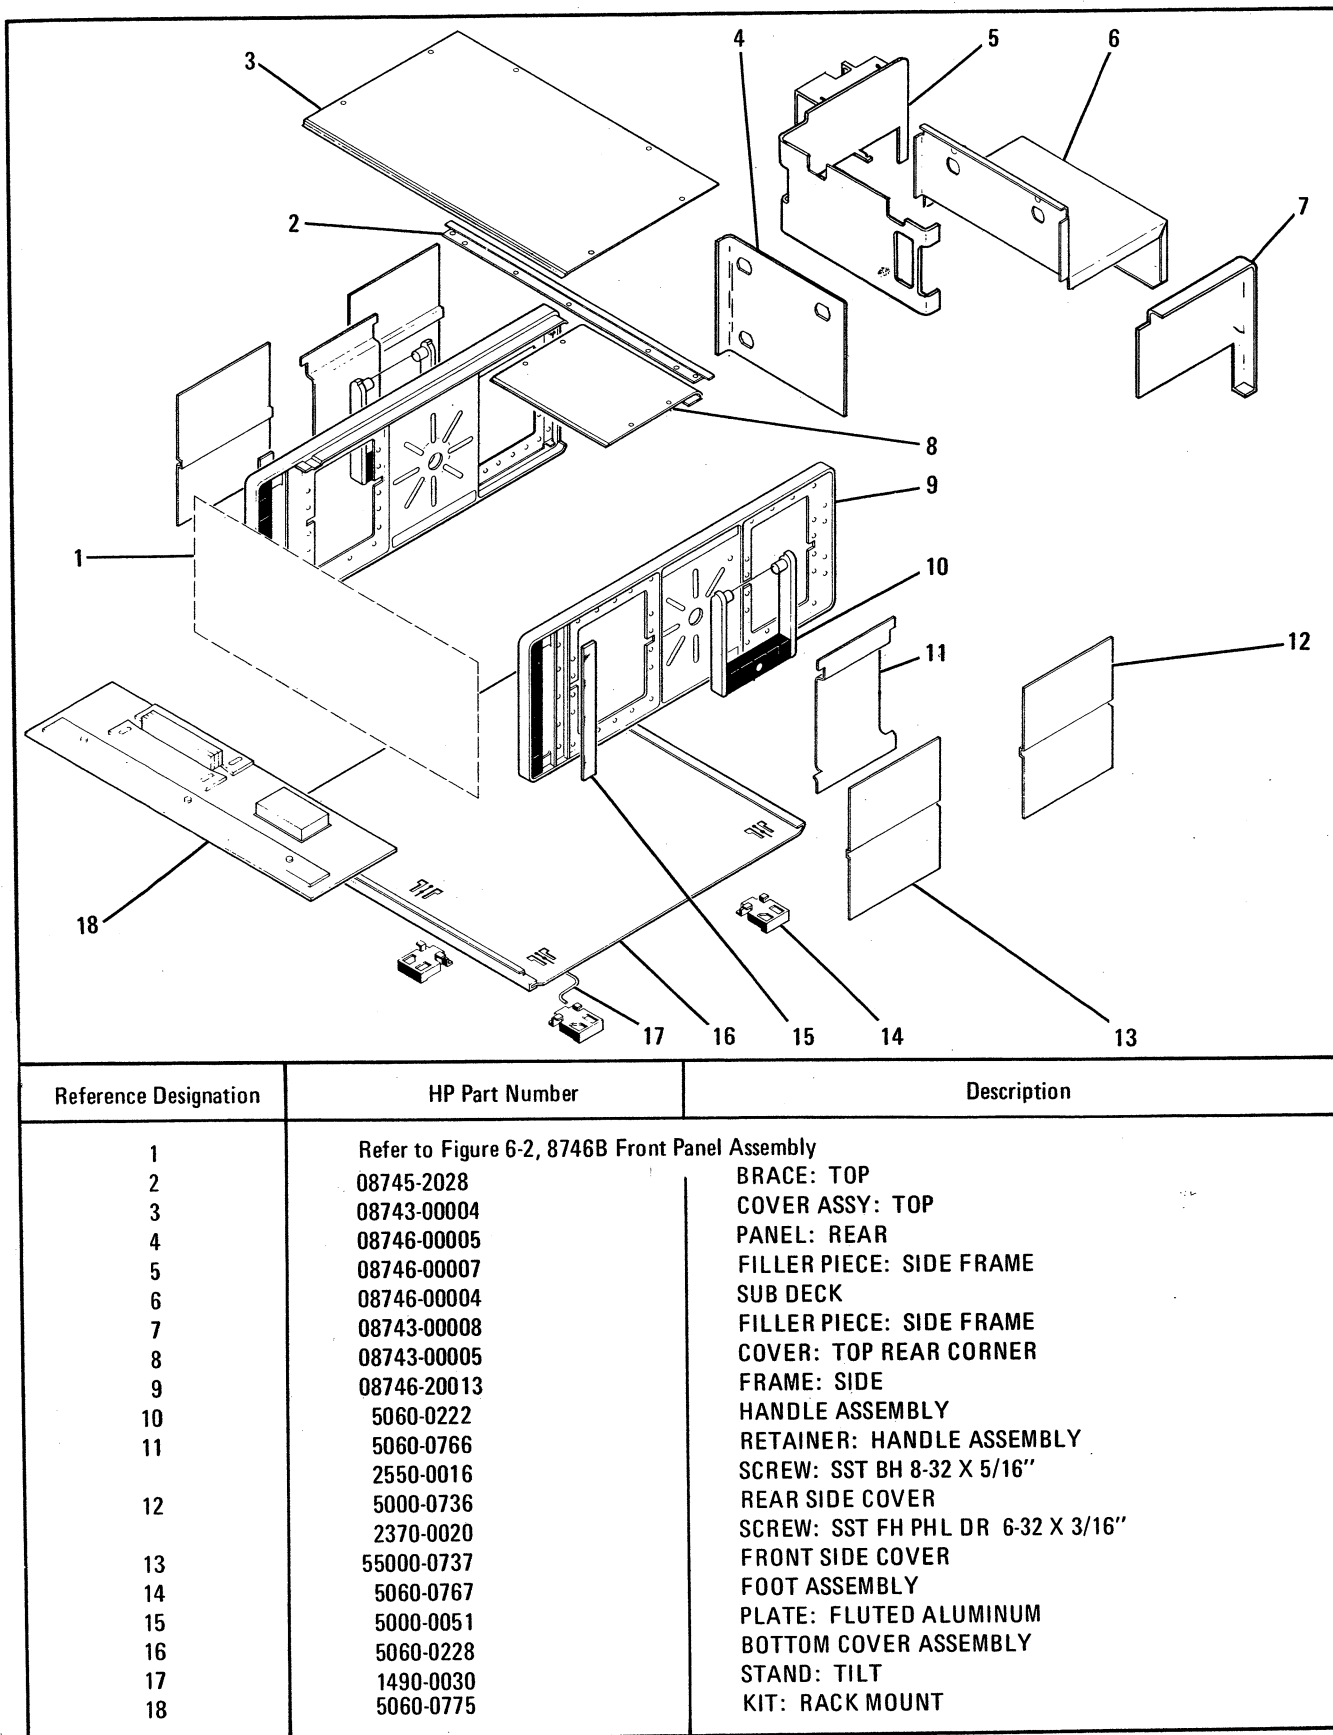 3
4
5
6
2
7
8
9
1
10
11
12
18
17
16
15
14
13
Reference Designation HP Part Number Description
1 Refer to Figure 6-2, 8746B Front Panel Assembly
2 08745-2028 BRACE: TOP
3 08743-00004 COVER ASSY: TOP
4 08746-00005 PANEL: REAR
5 08746-00007 FILLER PIECE: SIDE FRAME
6 08746-00004 SUB DECK
7 08743-00008 FILLER PIECE: SIDE FRAME
8 08743-00005 COVER: TOP REAR CORNER
9 08746-20013 FRAME: SIDE
10 5060-0222 HANDLE ASSEMBLY
11 5060-0766 RETAINER: HANDLE ASSEMBLY
2550-0016 SCREW: SST BH 8-32 X 5/16"
12 5000-0736 REAR SIDE COVER
2370-0020 SCREW: SST FH PHL DR 6-32 X 3/16"
13 55000-0737 FRONT SIDE COVER
14 5060-0767 FOOT ASSEMBLY
15 5000-0051 PLATE: FLUTED ALUMINUM
16 5060-0228 BOTTOM COVER ASSEMBLY
17 1490-0030 STAND: TILT
18 5060-0775 KIT: RACK MOUNT